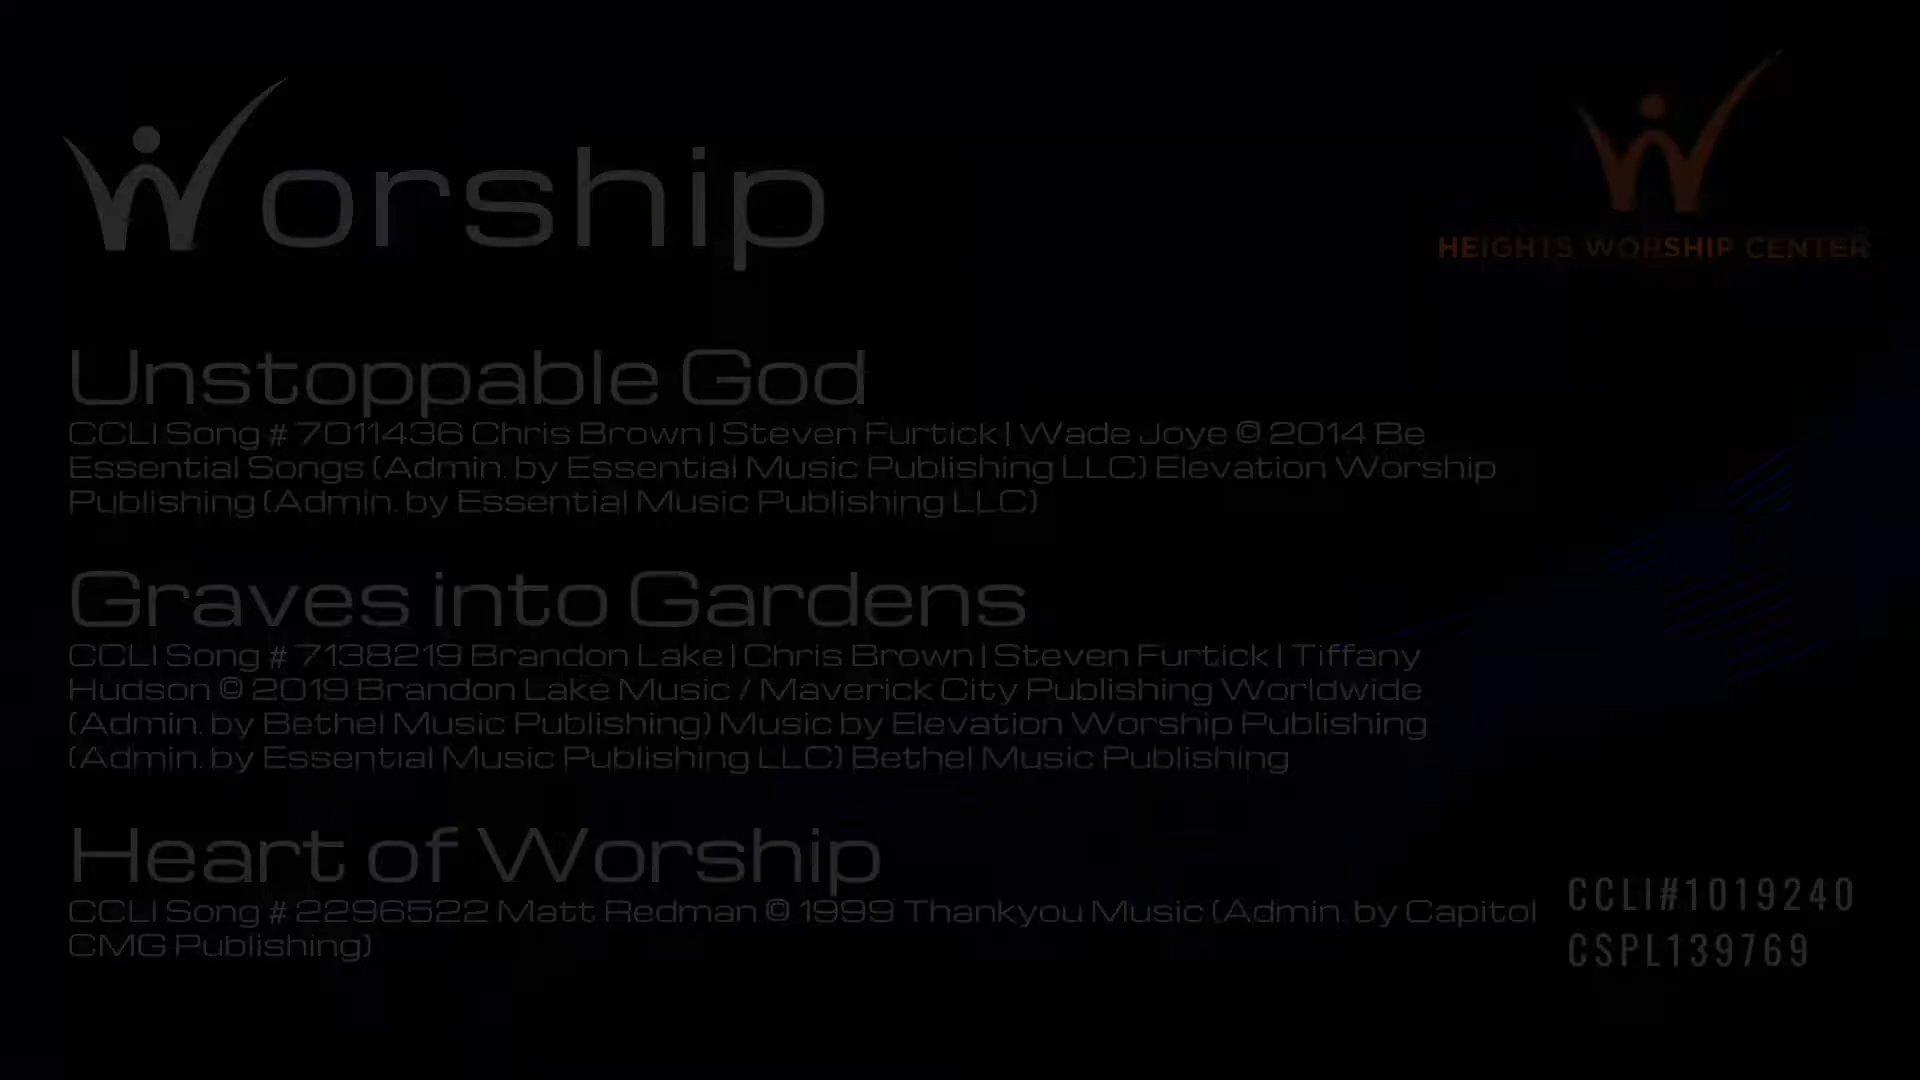 Worship
HEIGHTS WORSHIP CENTER
Unstoppable God
CCLI Song # 7011436 Chris Brown | Steven Furtick | Wade Joye © 2014 Be
Essential Songs (Admin. by Essential Music Publishing LLC) Elevation Worship
Publishing (Admin. by Essential Music Publishing LLC)
Graves into Gardens
CCLI Song # 7138219 Brandon Lake | Chris Brown | Steven Furtick | Tiffany
Hudson © 2019 Brandon Lake Music / Maverick City Publishing Worldwide
(Admin. by Bethel Music Publishing) Music by Elevation Worship Publishing
(Admin. by Essential Music Publishing LLC) Bethel Music Publishing
Heart of Worship
CCLI Song # 2296522 Matt Redman © 1999 Thankyou Music (Admin. by Capitol
CMG Publishing)
CCLI#1019240
CSPL139769